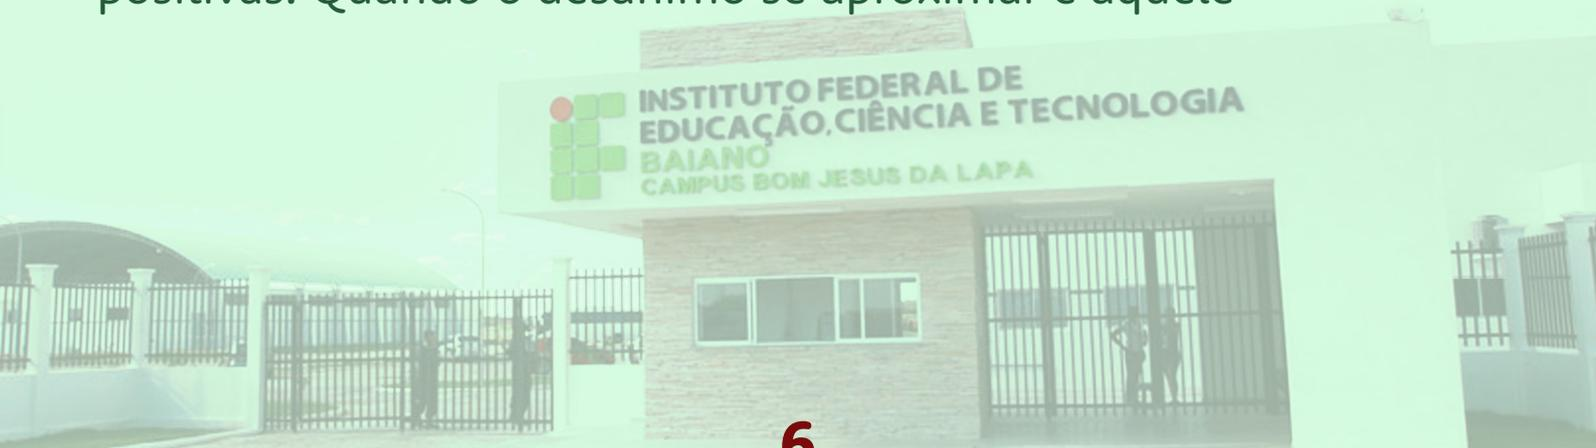 positivas. Quando o desânimo se aproximar e aquele
INSTITUTO FEDERAL DE
EDUCAÇÃO, CIÊNCIA E TECNOLOGIA
BAIANO
CAMPUS BOM JESUS DA LAPA
6